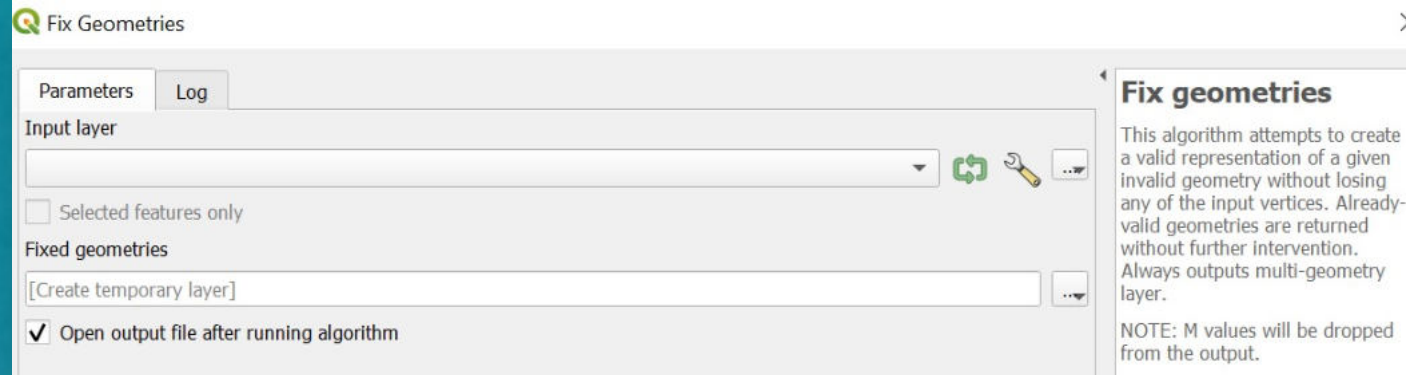 Fix Geometries
Parameters
Log
Input layer
Selected features only
Fixed geometries
[Create temporary layer]
Open output file after running algorithm
Fix geometries
This algorithm attempts to create
a valid representation of a given
invalid geometry without losing
any of the input vertices. Already-
valid geometries are returned
without further intervention.
Always outputs multi-geometry
layer.
NOTE: M values will be dropped
from the output.